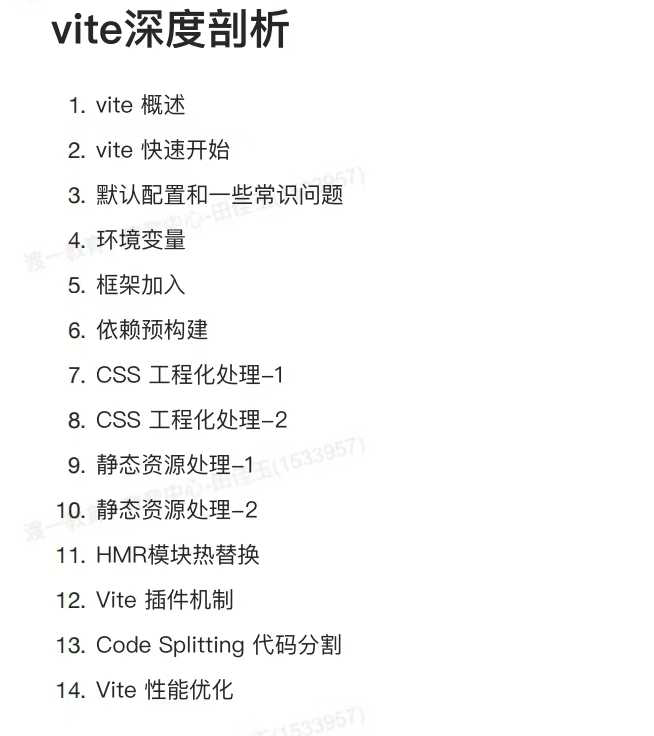 vite深度剖析
1. vite 概述
2. vite 快速开始
3. 默认配置和一些常识问题
4. 环境变量
5. 框架加入
6. 依赖预构建
7. CSS 工程化处理-1
8. CSS 工程化处理-2
9. 静态资源处理-1
10. 静态资源处理-2
11. HMR模块热替换
12. Vite 插件机制
13. Code Splitting 代码分割
14. Vite 性能优化